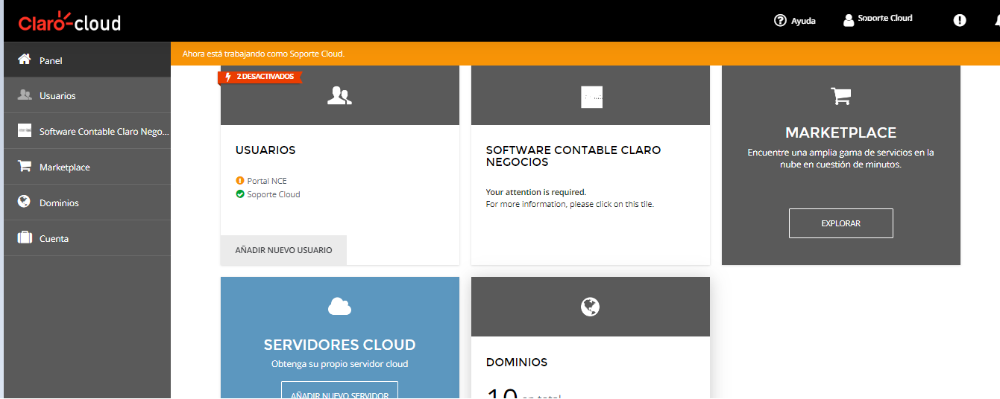 Claro-cloud
Ayuda
Soporte Cloud
Panel
Usuarios
Software Contable Claro Nego...
Marketplace
Dominios
Cuenta
Ahora está trabajando como Soporte Cloud.
2 DESACTIVADOS
USUARIOS
Portal NCE
Soporte Cloud
AÑADIR NUEVO USUARIO
SOFTWARE CONTABLE CLARO
NEGOCIOS
Your attention is required.
For more information, please click on this tile.
MARKETPLACE
Encuentre una amplia gama de servicios en la
nube en cuestión de minutos.
EXPLORAR
SERVIDORES CLOUD
Obtenga su propio servidor cloud
AÑADIR NUEVO SERVIDOR
DOMINIOS
10 en total